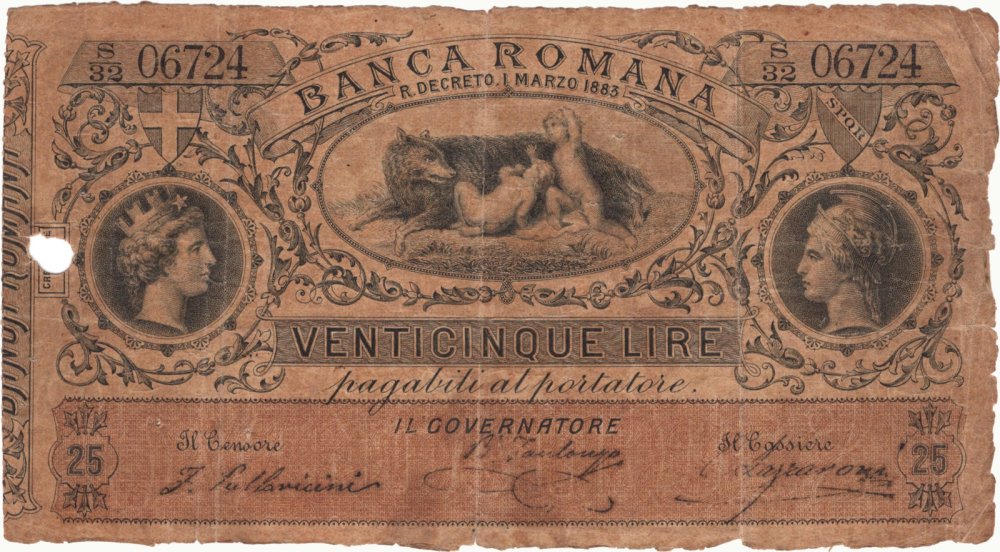 S/32 06724
S/32 06724
BANCA ROMANA
R. DECRETO. 1 MARZO 1883
SPQR
VENTICINQUE LIRE
pagabili al portatore.
IL GOVERNATORE
Il Censore
Il Cassiere
25
25
B Tanlongo